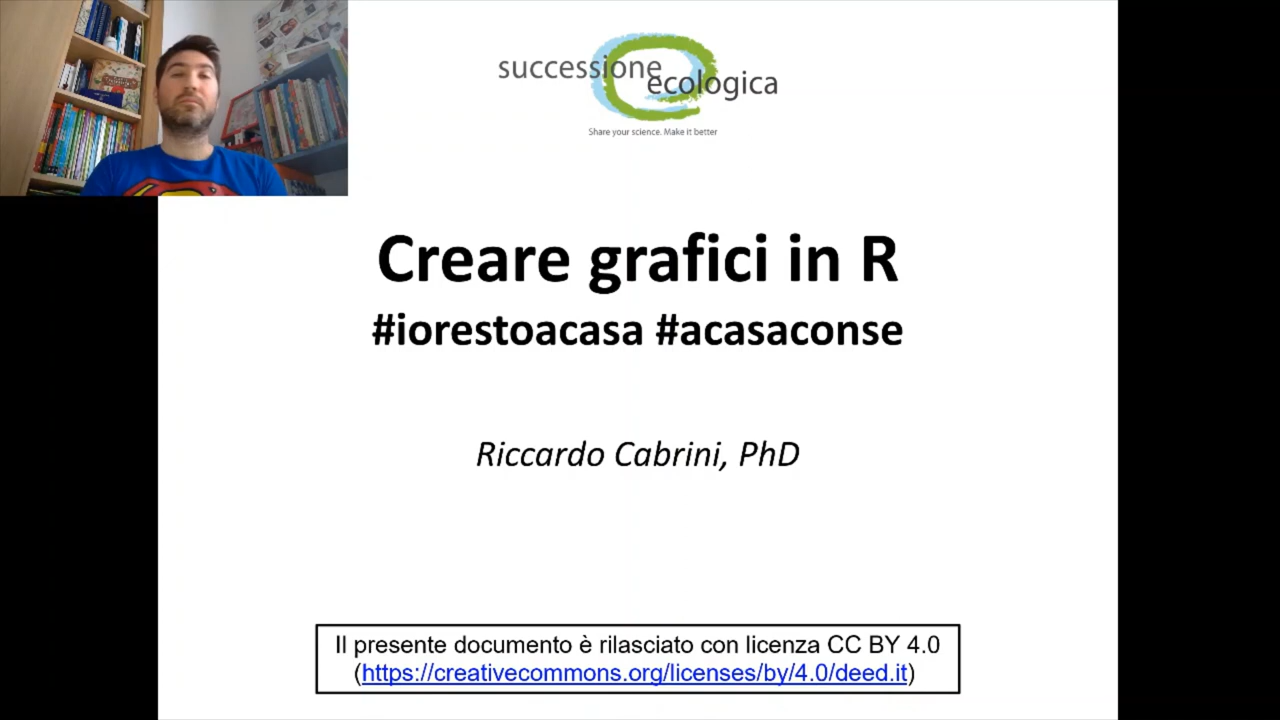 successione
ecologica
Share your science. Make it better
Creare grafici in R
#iorestoacasa #acasaconse
Riccardo Cabrini, PhD
Il presente documento è rilasciato con licenza CC BY 4.0
(https://creativecommons.org/licenses/by/4.0/deed.it)